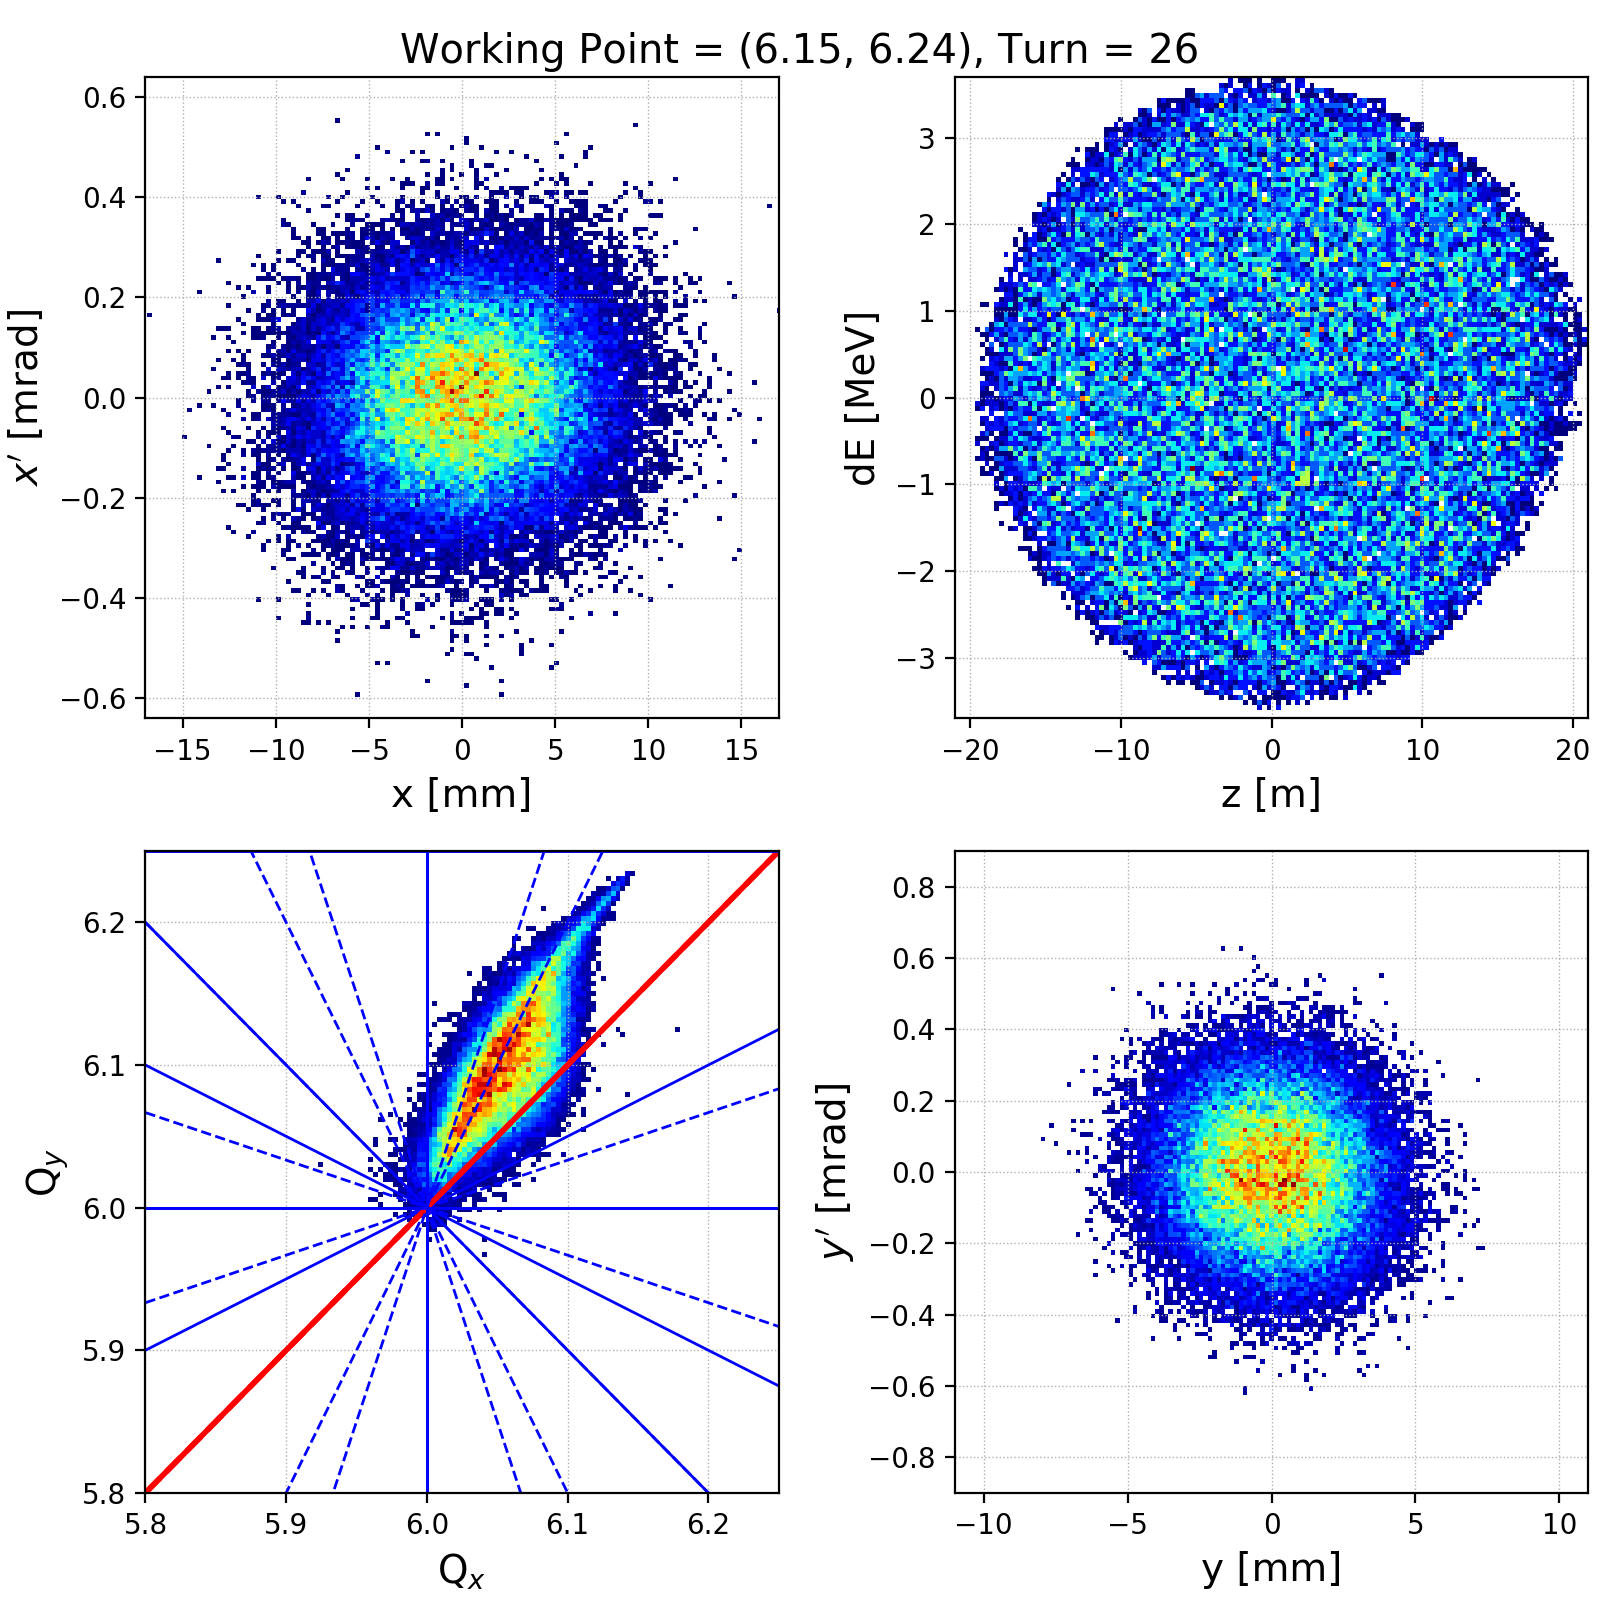 Working Point = (6.15, 6.24), Turn = 26
0.6
0.4
0.2
0.0
−0.2
−0.4
−0.6
x′ [mrad]
−15 −10 −5 0 5 10 15
x [mm]
3
2
1
0
−1
−2
−3
dE [MeV]
−20 −10 0 10 20
z [m]
6.2
6.1
6.0
5.9
5.8
Qy
5.8 5.9 6.0 6.1 6.2
Qx
0.8
0.6
0.4
0.2
0.0
−0.2
−0.4
−0.6
−0.8
y′ [mrad]
−10 −5 0 5 10
y [mm]